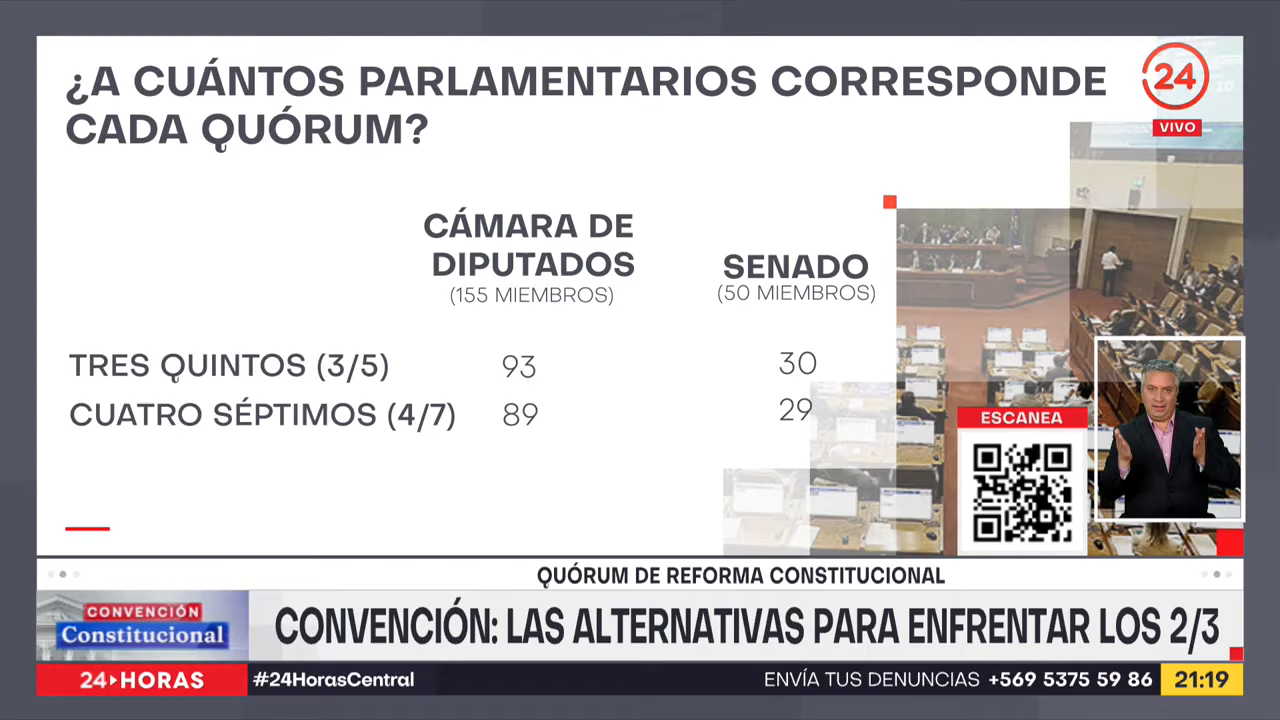 ¿A CUÁNTOS PARLAMENTARIOS CORRESPONDE
CADA QUÓRUM?
24
VIVO
CÁMARA DE
DIPUTADOS
(155 MIEMBROS)
SENADO
(50 MIEMBROS)
TRES QUINTOS (3/5) 93 30
CUATRO SÉPTIMOS (4/7) 89 29
ESCANEA
QUÓRUM DE REFORMA CONSTITUCIONAL
CONVENCIÓN
Constitucional
CONVENCIÓN: LAS ALTERNATIVAS PARA ENFRENTAR LOS 2/3
24 HORAS
#24HorasCentral
ENVÍA TUS DENUNCIAS +569 5375 59 86
21:19